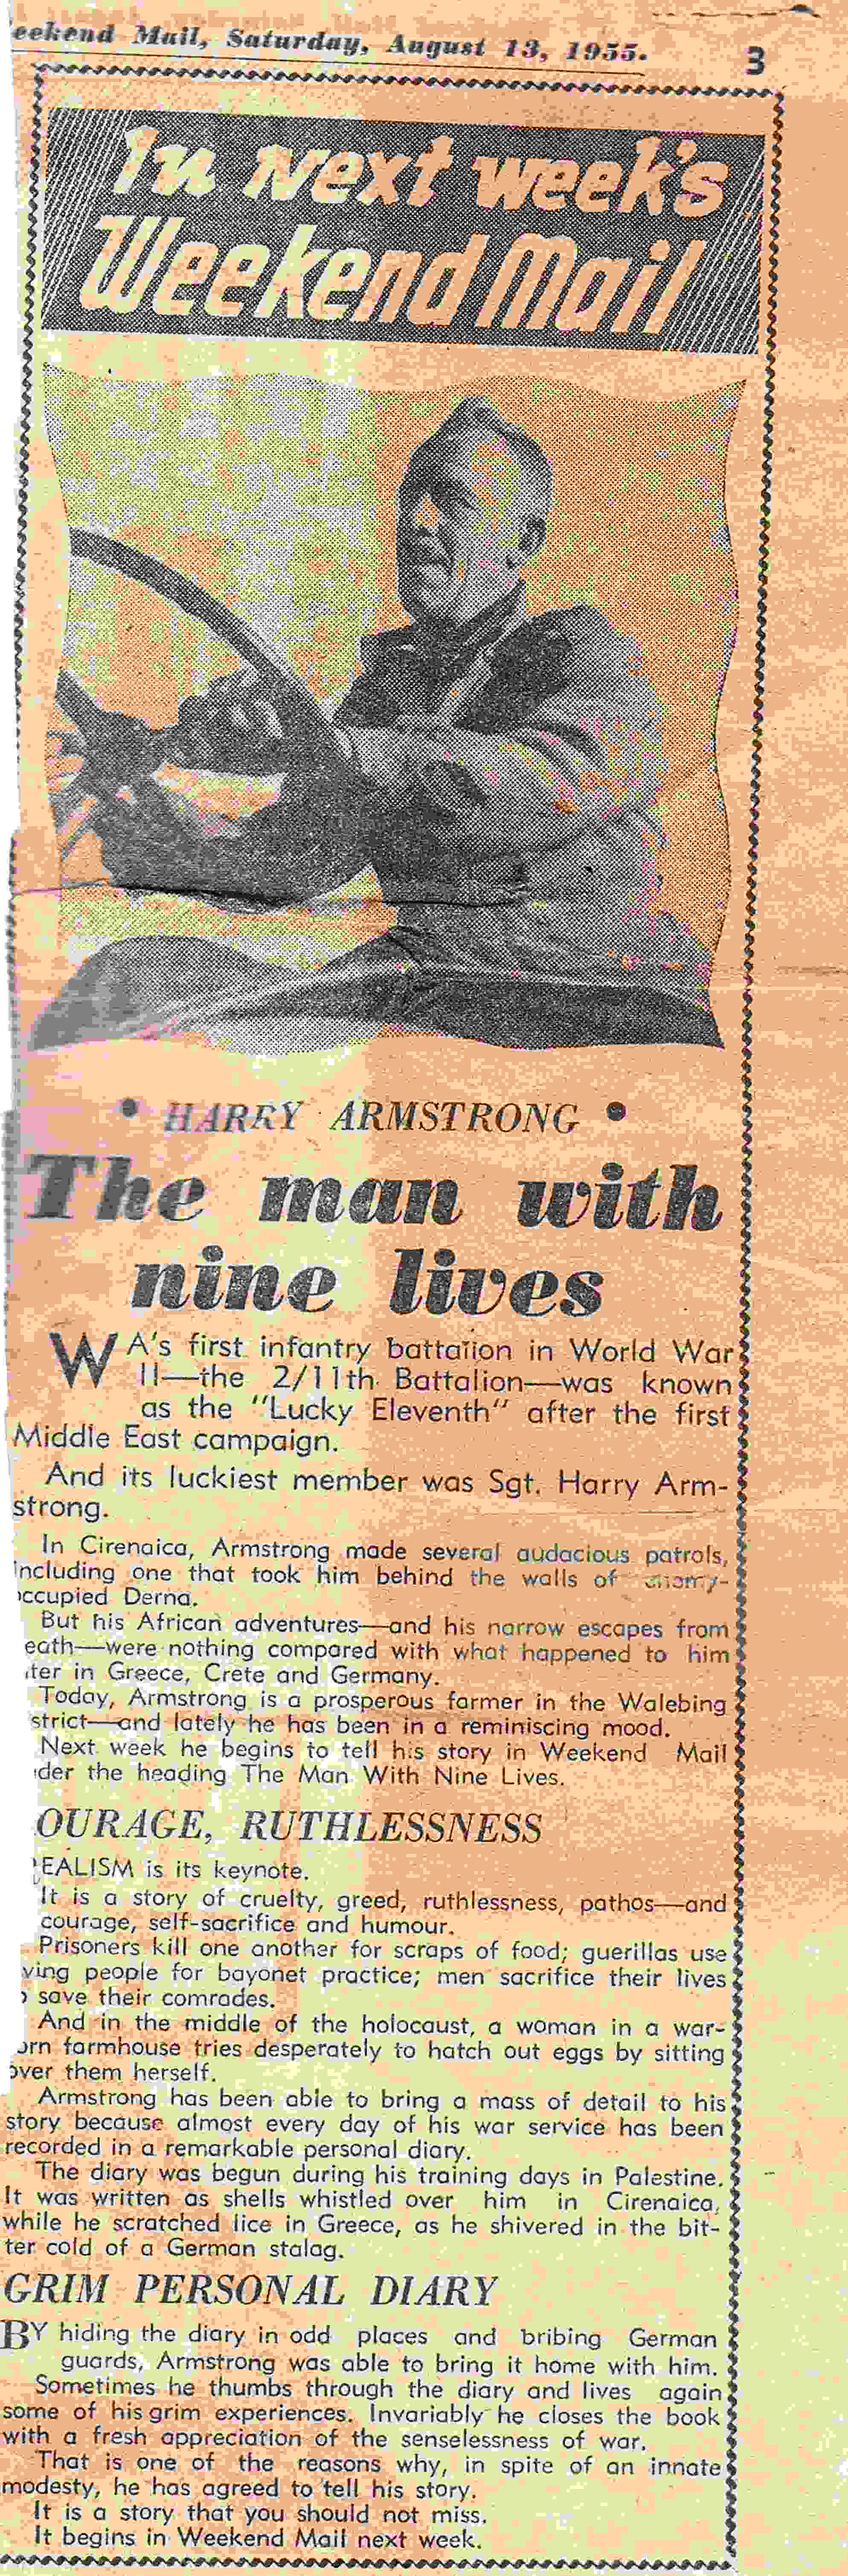 eekend Mail, Saturday, August 13, 1955.
3
In Next week's
Weekend Mail
• HARRY ARMSTRONG •
The man with
nine lives
WA's first infantry battalion in World War
II—the 2/11th Battalion—was known
as the "Lucky Eleventh" after the first
Middle East campaign.
And its luckiest member was Sgt. Harry Arm-
strong.
In Cirenaica, Armstrong made several audacious patrols,
including one that took him behind the walls of enemy-
occupied Derna.
But his African adventures—and his narrow escapes from
eath—were nothing compared with what happened to him
ter in Greece, Crete and Germany.
Today, Armstrong is a prosperous farmer in the Walebing
strict—and lately he has been in a reminiscing mood.
Next week he begins to tell his story in Weekend Mail
der the heading The Man With Nine Lives.
OURAGE, RUTHLESSNESS
EALISM is its keynote.
It is a story of cruelty, greed, ruthlessness, pathos—and
courage, self-sacrifice and humour.
Prisoners kill one another for scraps of food; guerillas use
ving people for bayonet practice; men sacrifice their lives
save their comrades.
And in the middle of the holocaust, a woman in a war-
orn farmhouse tries desperately to hatch out eggs by sitting
over them herself.
Armstrong has been able to bring a mass of detail to his
story because almost every day of his war service has been
recorded in a remarkable personal diary.
The diary was begun during his training days in Palestine.
It was written as shells whistled over him in Cirenaica,
while he scratched lice in Greece, as he shivered in the bit-
ter cold of a German stalag.
GRIM PERSONAL DIARY
BY hiding the diary in odd places and bribing German
guards, Armstrong was able to bring it home with him.
Sometimes he thumbs through the diary and lives again
some of his grim experiences. Invariably he closes the book
with a fresh appreciation of the senselessness of war.
That is one of the reasons why, in spite of an innate
modesty, he has agreed to tell his story.
It is a story that you should not miss.
It begins in Weekend Mail next week.